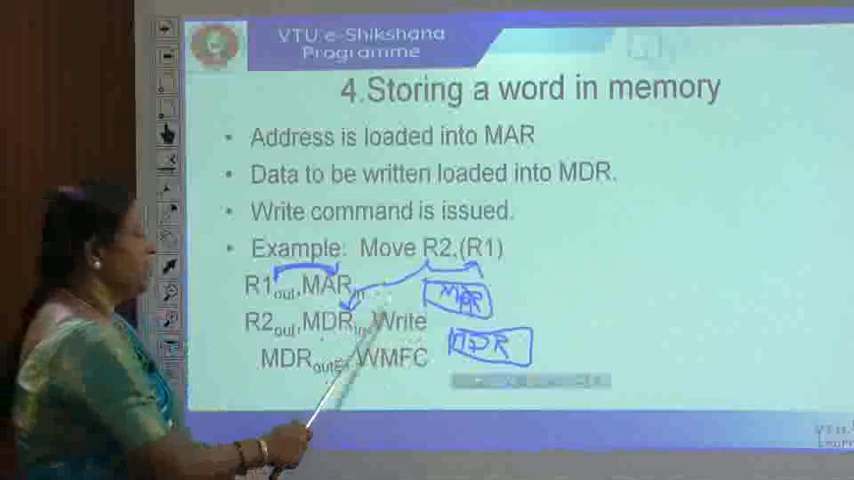 VTU e-Shikshana
Programme
4.Storing a word in memory
• Address is loaded into MAR
• Data to be written loaded into MDR.
• Write command is issued.
• Example: Move R2,(R1)
R1out,MARin
MAR
R2out,MDRin,Write
MDR
MDRoutE, WMFC